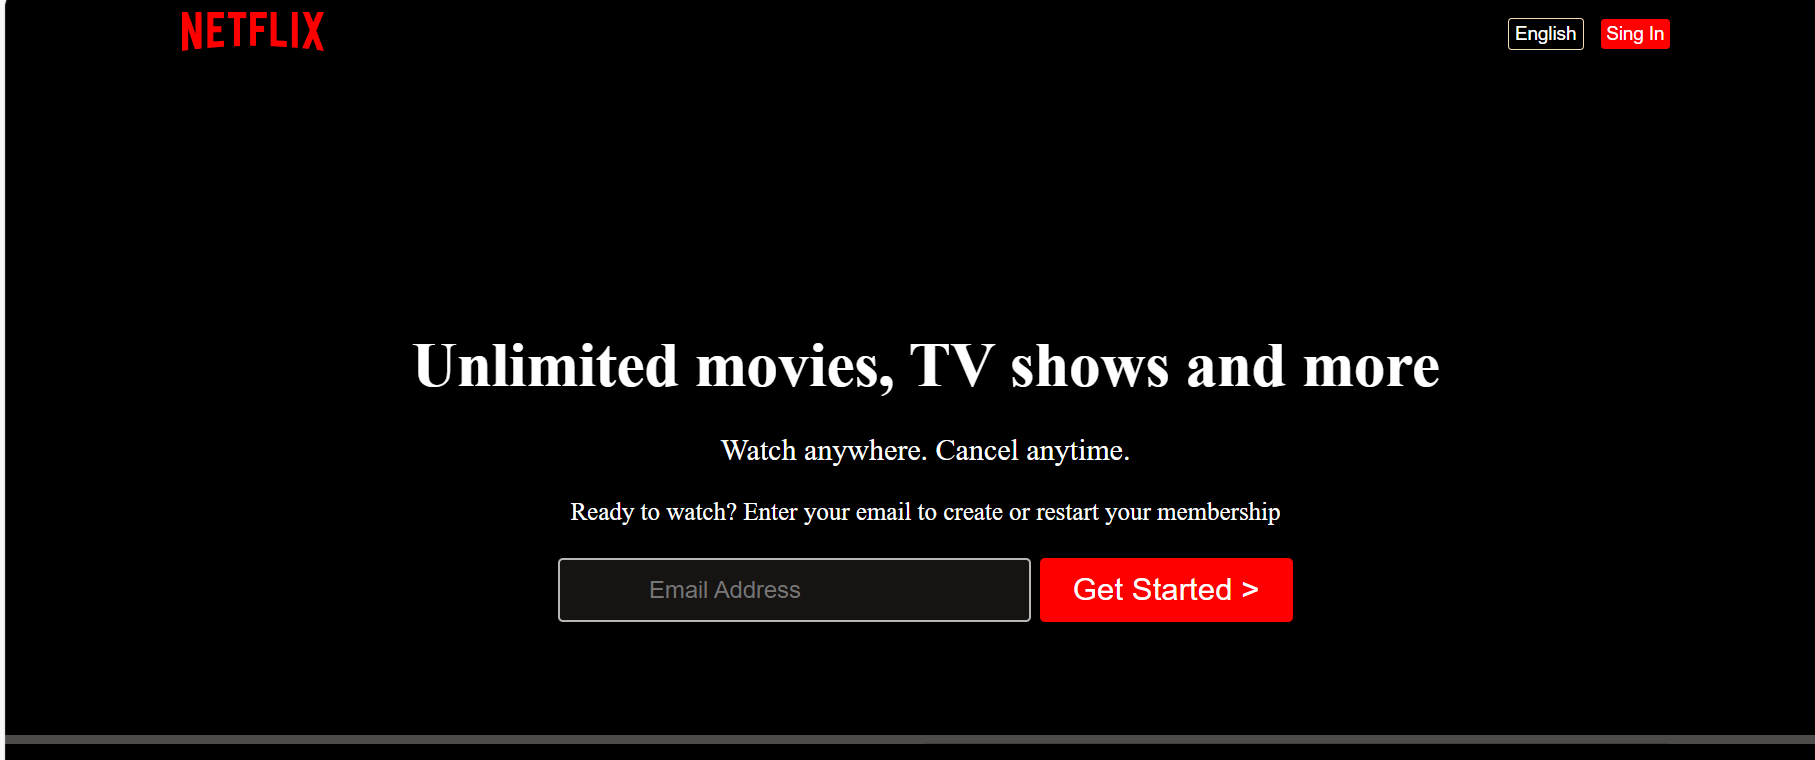 NETFLIX
English
Sing In
Unlimited movies, TV shows and more
Watch anywhere. Cancel anytime.
Ready to watch? Enter your email to create or restart your membership
Email Address
Get Started >